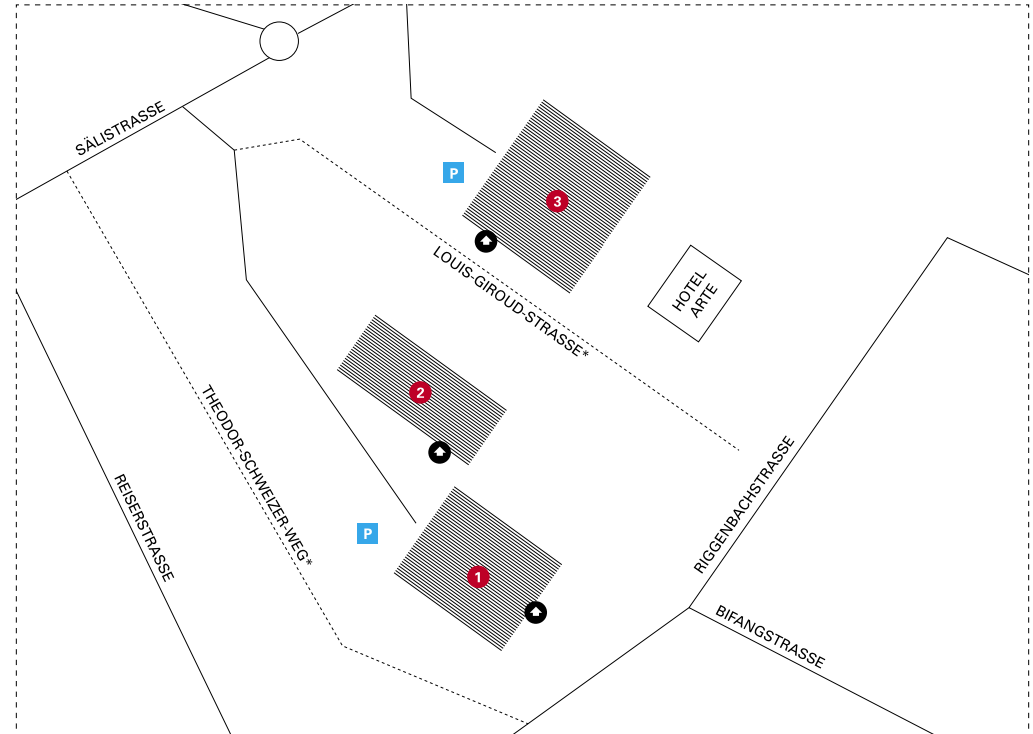 SÄLISTRASSE
P
3
LOUIS-GIROUD-STRASSE*
HOTEL
ARTE
2
THEODOR-SCHWEIZER-WEG*
REISERSTRASSE
P
1
RIGGENBACHSTRASSE
BIFANGSTRASSE